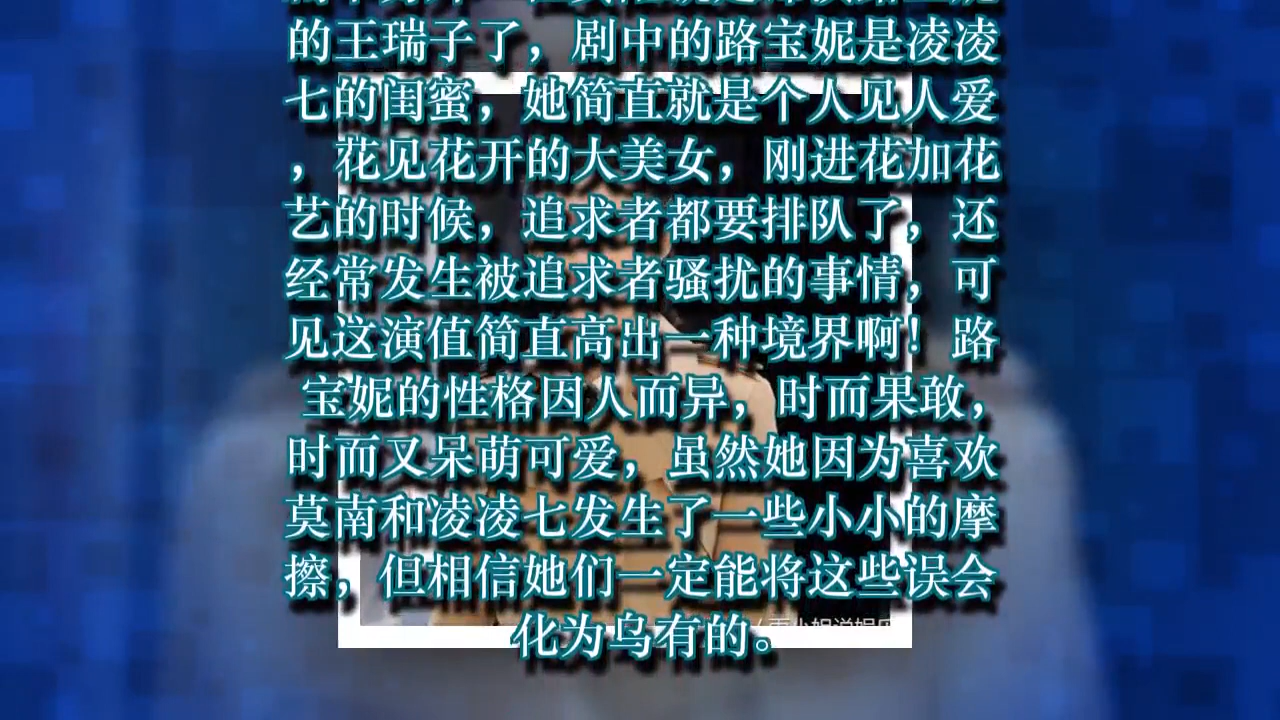 的王瑞子了，剧中的路宝妮是凌凌
七的闺蜜，她简直就是个人见人爱
，花见花开的大美女，刚进花加花
艺的时候，追求者都要排队了，还
经常发生被追求者骚扰的事情，可
见这演值简直高出一种境界啊！路
宝妮的性格因人而异，时而果敢，
时而又呆萌可爱，虽然她因为喜欢
莫南和凌凌七发生了一些小小的摩
擦，但相信她们一定能将这些误会
化为乌有的。